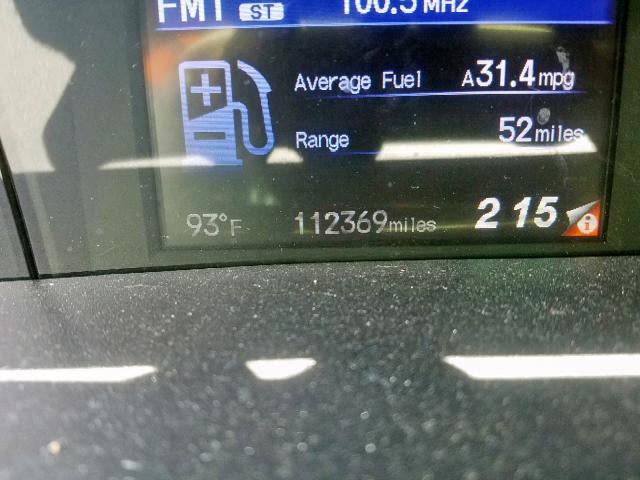 FM1 ST 100.5 MHz
Average Fuel A31.4mpg
Range 52miles
93°F 112369miles 2 15 i